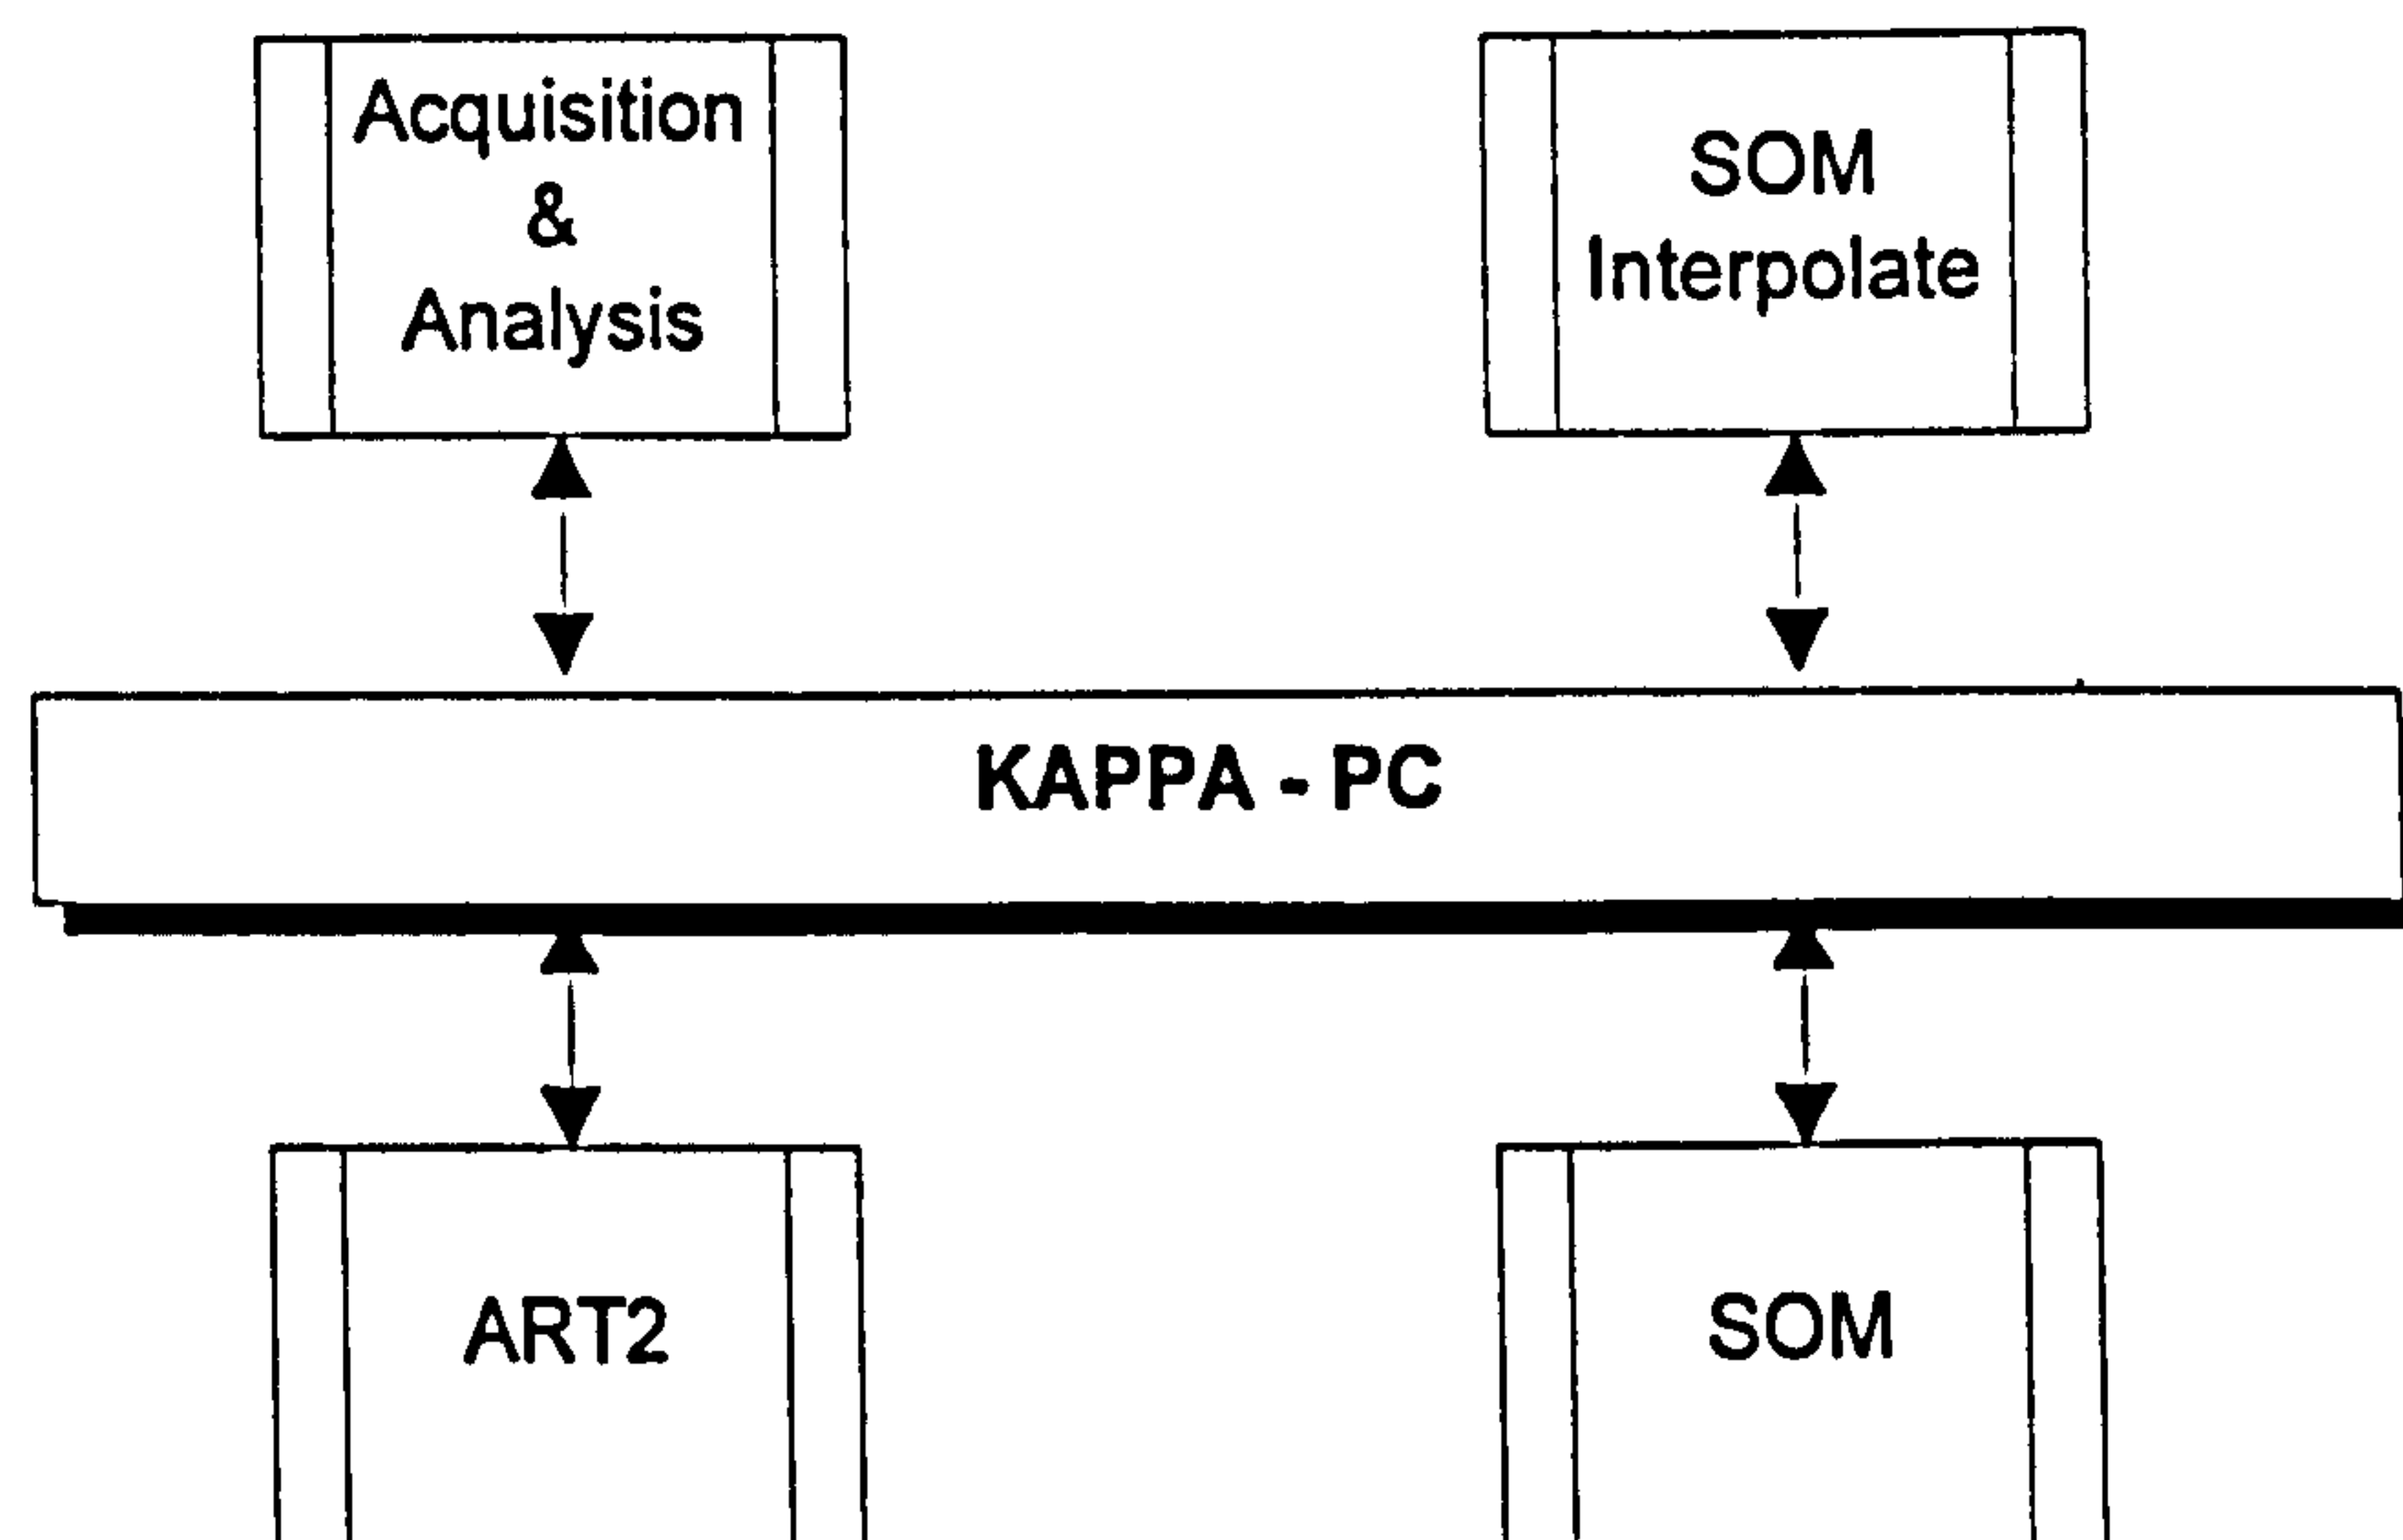 Acquisition
&
Analysis
SOM
Interpolate
KAPPA - PC
ART2
SOM